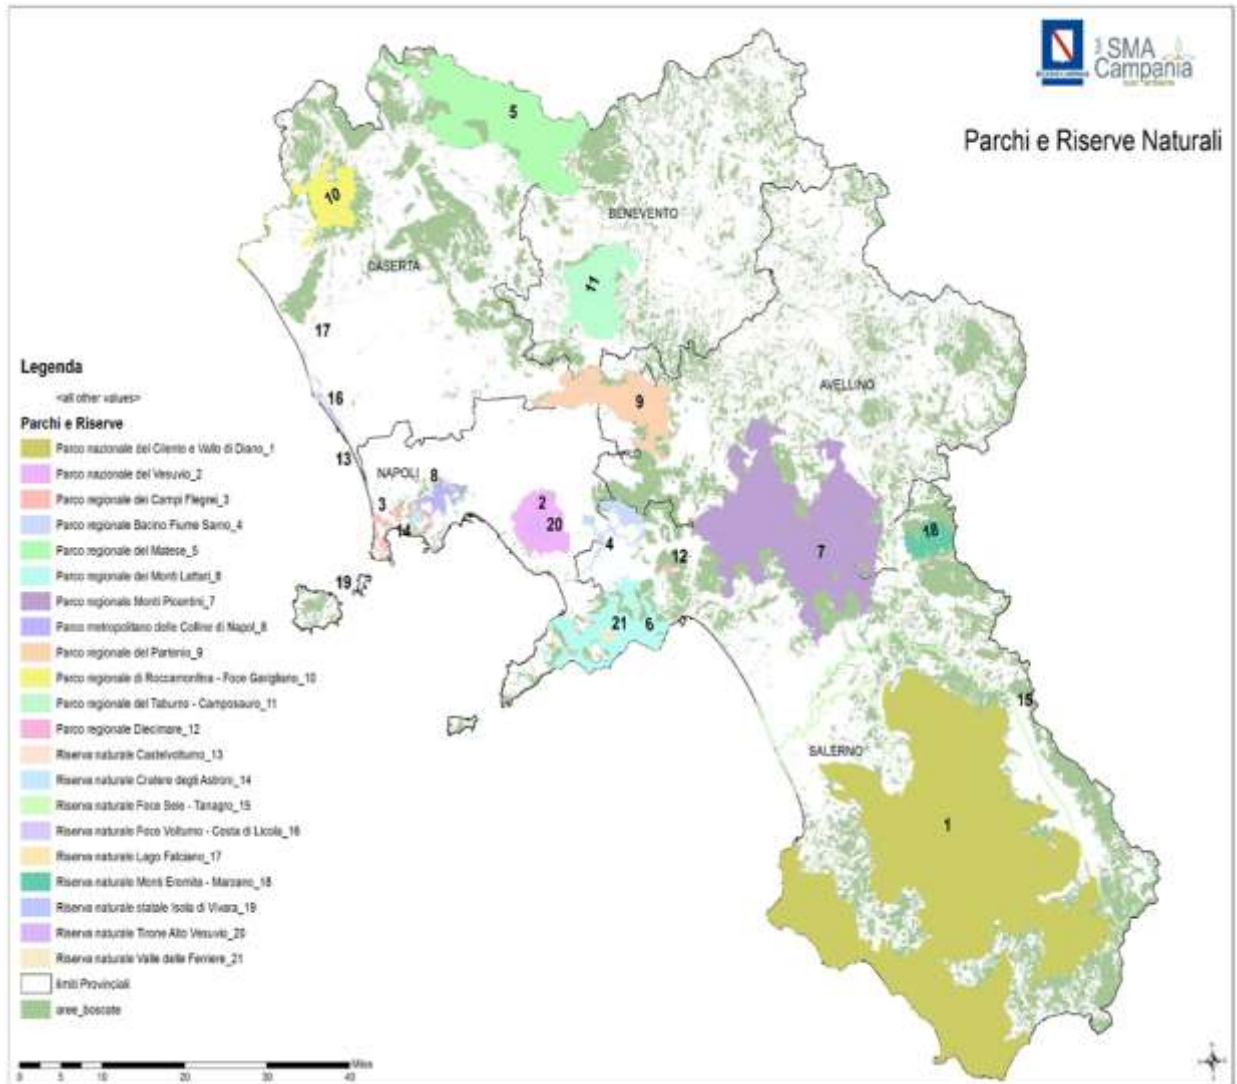 SMA
Campania
Parchi e Riserve Naturali
5
10
BENEVENTO
CASERTA
11
17
Legenda
<all other values>
16
AVELLINO
9
Parchi e Riserve
Parco nazionale del Cilento e Vallo di Diano_1
Parco nazionale del Vesuvio_2
Parco regionale dei Campi Flegrei_3
Parco regionale Bacino Fiume Sarno_4
Parco regionale del Matese_5
Parco regionale dei Monti Lattari_6
Parco regionale Monti Picentini_7
Parco metropolitano delle Colline di Napol_8
Parco regionale del Partenio_9
Parco regionale di Roccamonfina - Foce Garigliano_10
Parco regionale del Taburno - Camposauro_11
Parco regionale Diecimare_12
Riserva naturale Castelvolturno_13
Riserva naturale Cratere degli Astroni_14
Riserva naturale Foce Sele - Tanagro_15
Riserva naturale Foce Volturno - Costa di Licola_16
Riserva naturale Lago Falciano_17
Riserva naturale Monti Eremita - Marzano_18
Riserva naturale statale Isola di Vivara_19
Riserva naturale Tirone Alto Vesuvio_20
Riserva naturale Valle delle Ferriere_21
limiti Provinciali
aree_boscate
13
NAPOLI
8
3
14
2
20
4
12
7
18
19
21
6
15
SALERNO
1
Miles
0 5 10 20 30 40